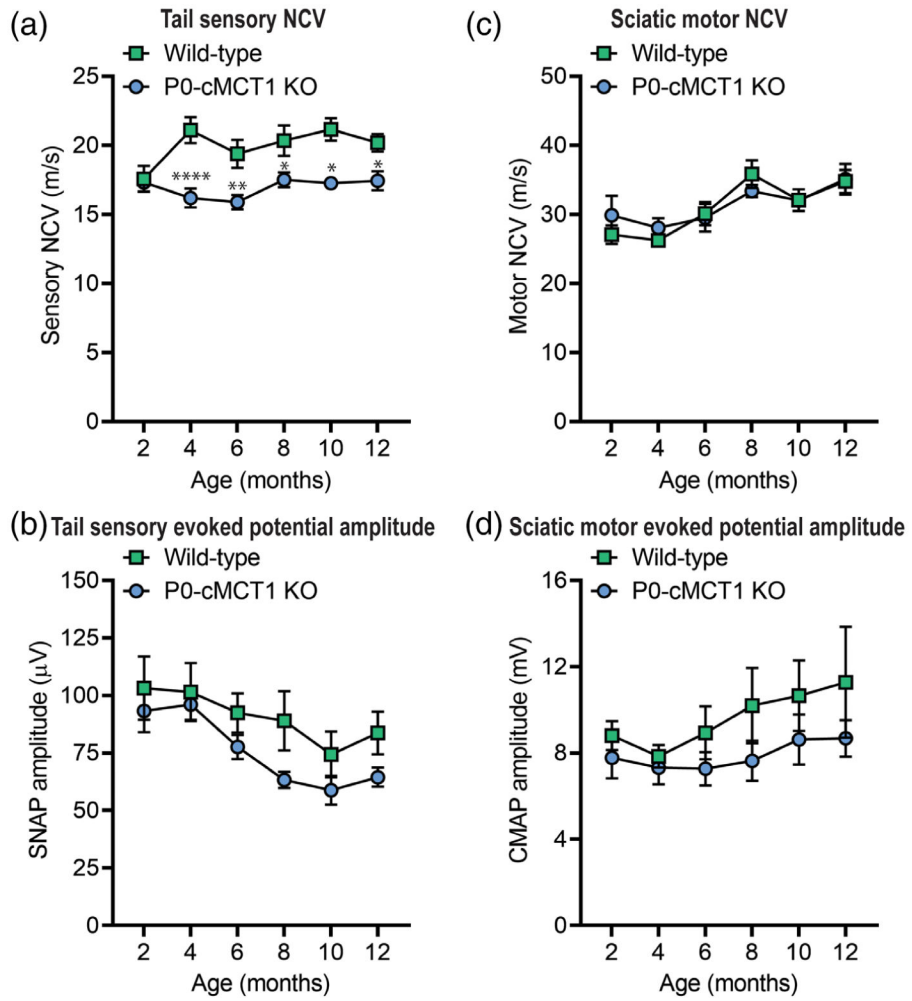 (a)
Tail sensory NCV
Wild-type
P0-cMCT1 KO
25
20
15
10
5
0
Sensory NCV (m/s)
****
**
*
*
*
2 4 6 8 10 12
Age (months)
(c)
Sciatic motor NCV
Wild-type
P0-cMCT1 KO
50
40
30
20
10
0
Motor NCV (m/s)
2 4 6 8 10 12
Age (months)
(b)
Tail sensory evoked potential amplitude
Wild-type
P0-cMCT1 KO
150
125
100
75
50
25
0
SNAP amplitude (μV)
2 4 6 8 10 12
Age (months)
(d)
Sciatic motor evoked potential amplitude
Wild-type
P0-cMCT1 KO
16
12
8
4
0
CMAP amplitude (mV)
2 4 6 8 10 12
Age (months)